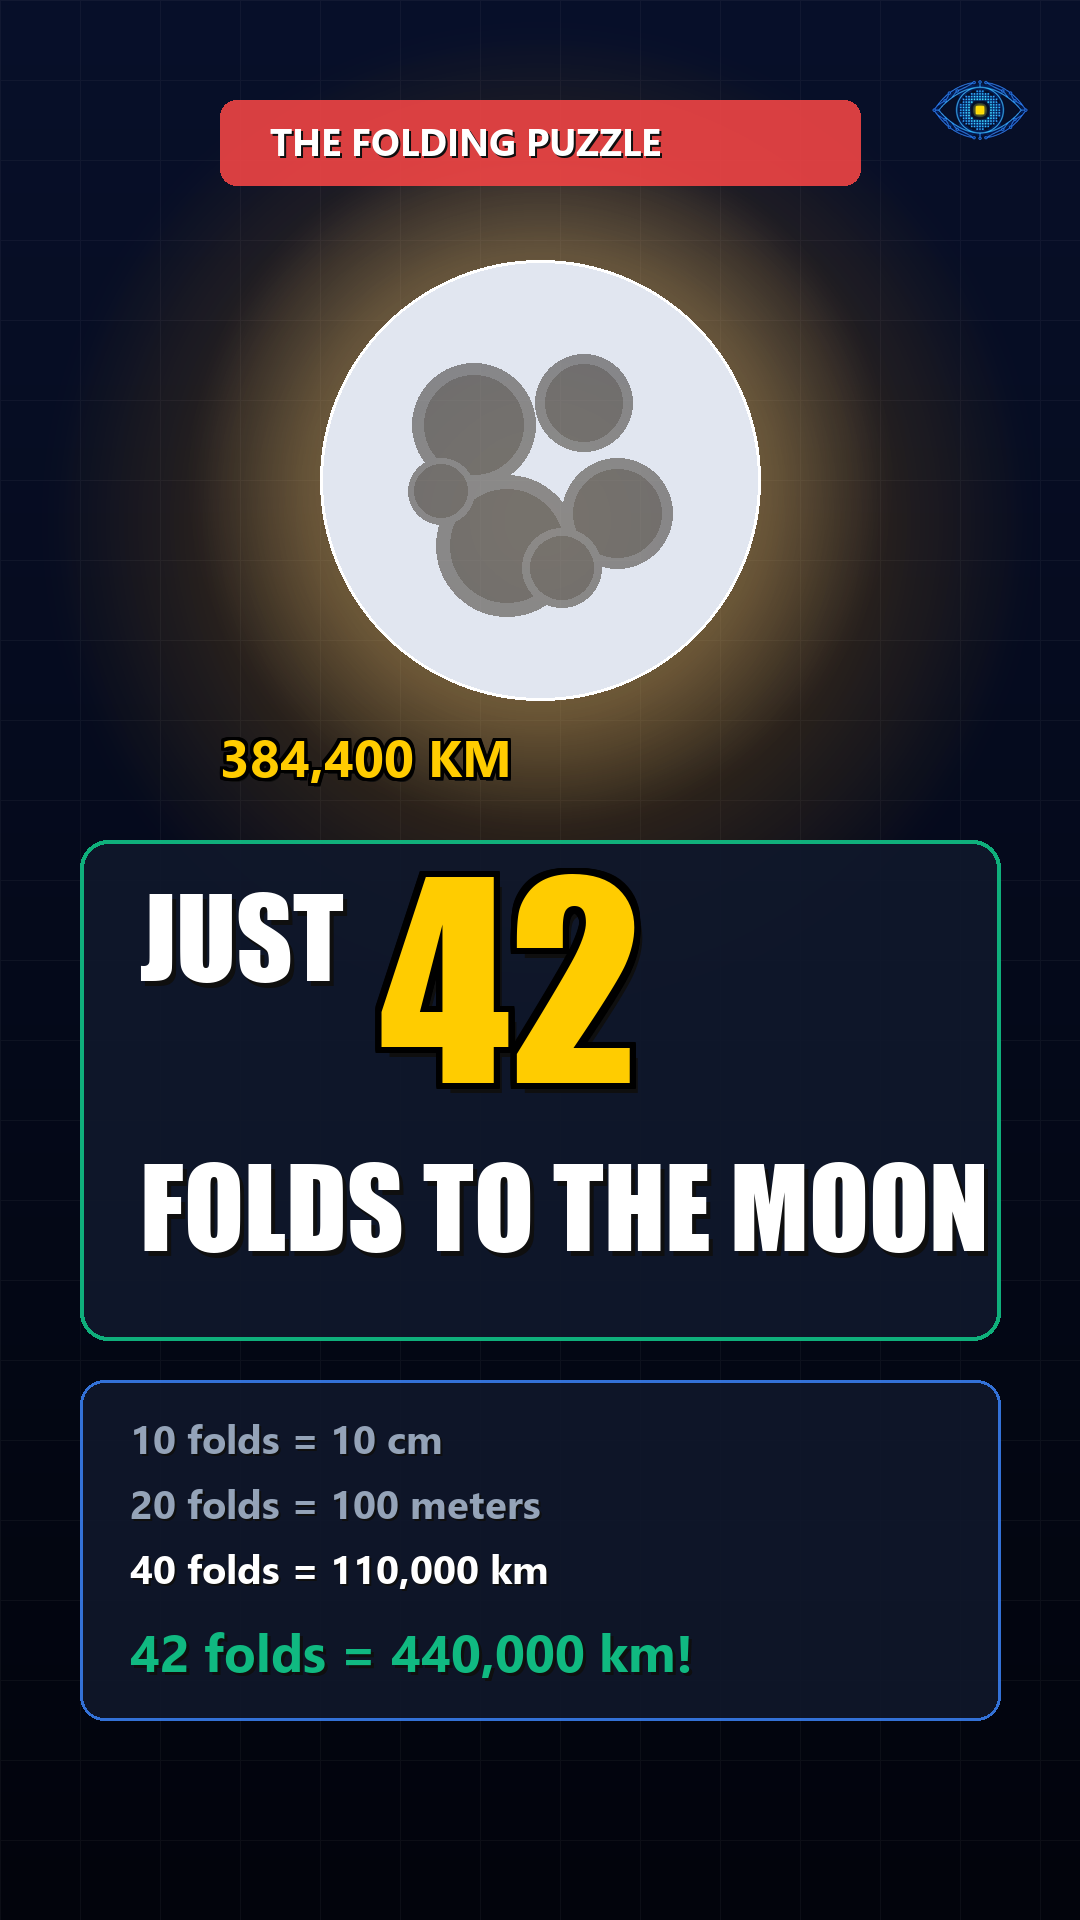 THE FOLDING PUZZLE
384,400 KM
JUST 42
FOLDS TO THE MOON
10 folds = 10 cm
20 folds = 100 meters
40 folds = 110,000 km
42 folds = 440,000 km!